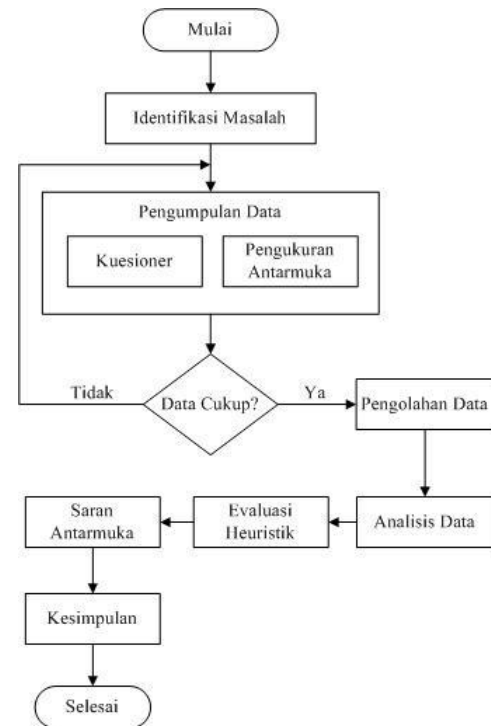 Mulai
Identifikasi Masalah
Pengumpulan Data
Kuesioner
Pengukuran
Antarmuka
Tidak
Data Cukup?
Ya
Pengolahan Data
Analisis Data
Evaluasi
Heuristik
Saran
Antarmuka
Kesimpulan
Selesai